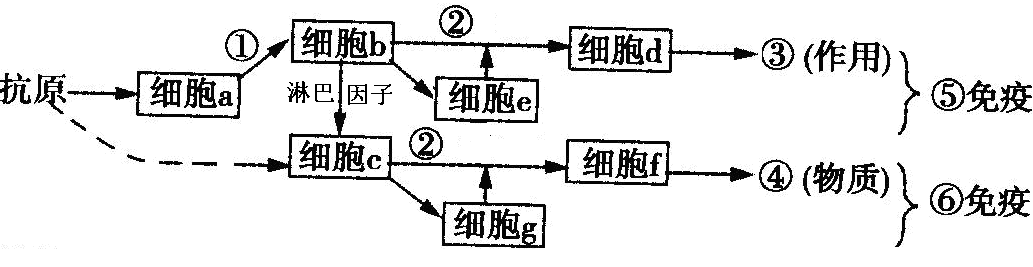 ② 
① 细胞b 细胞d ③ (作用)
抗原 细胞a 淋巴 因子 细胞e ⑤免疫
② 
细胞c 细胞f ④ (物质)
细胞g ⑥免疫